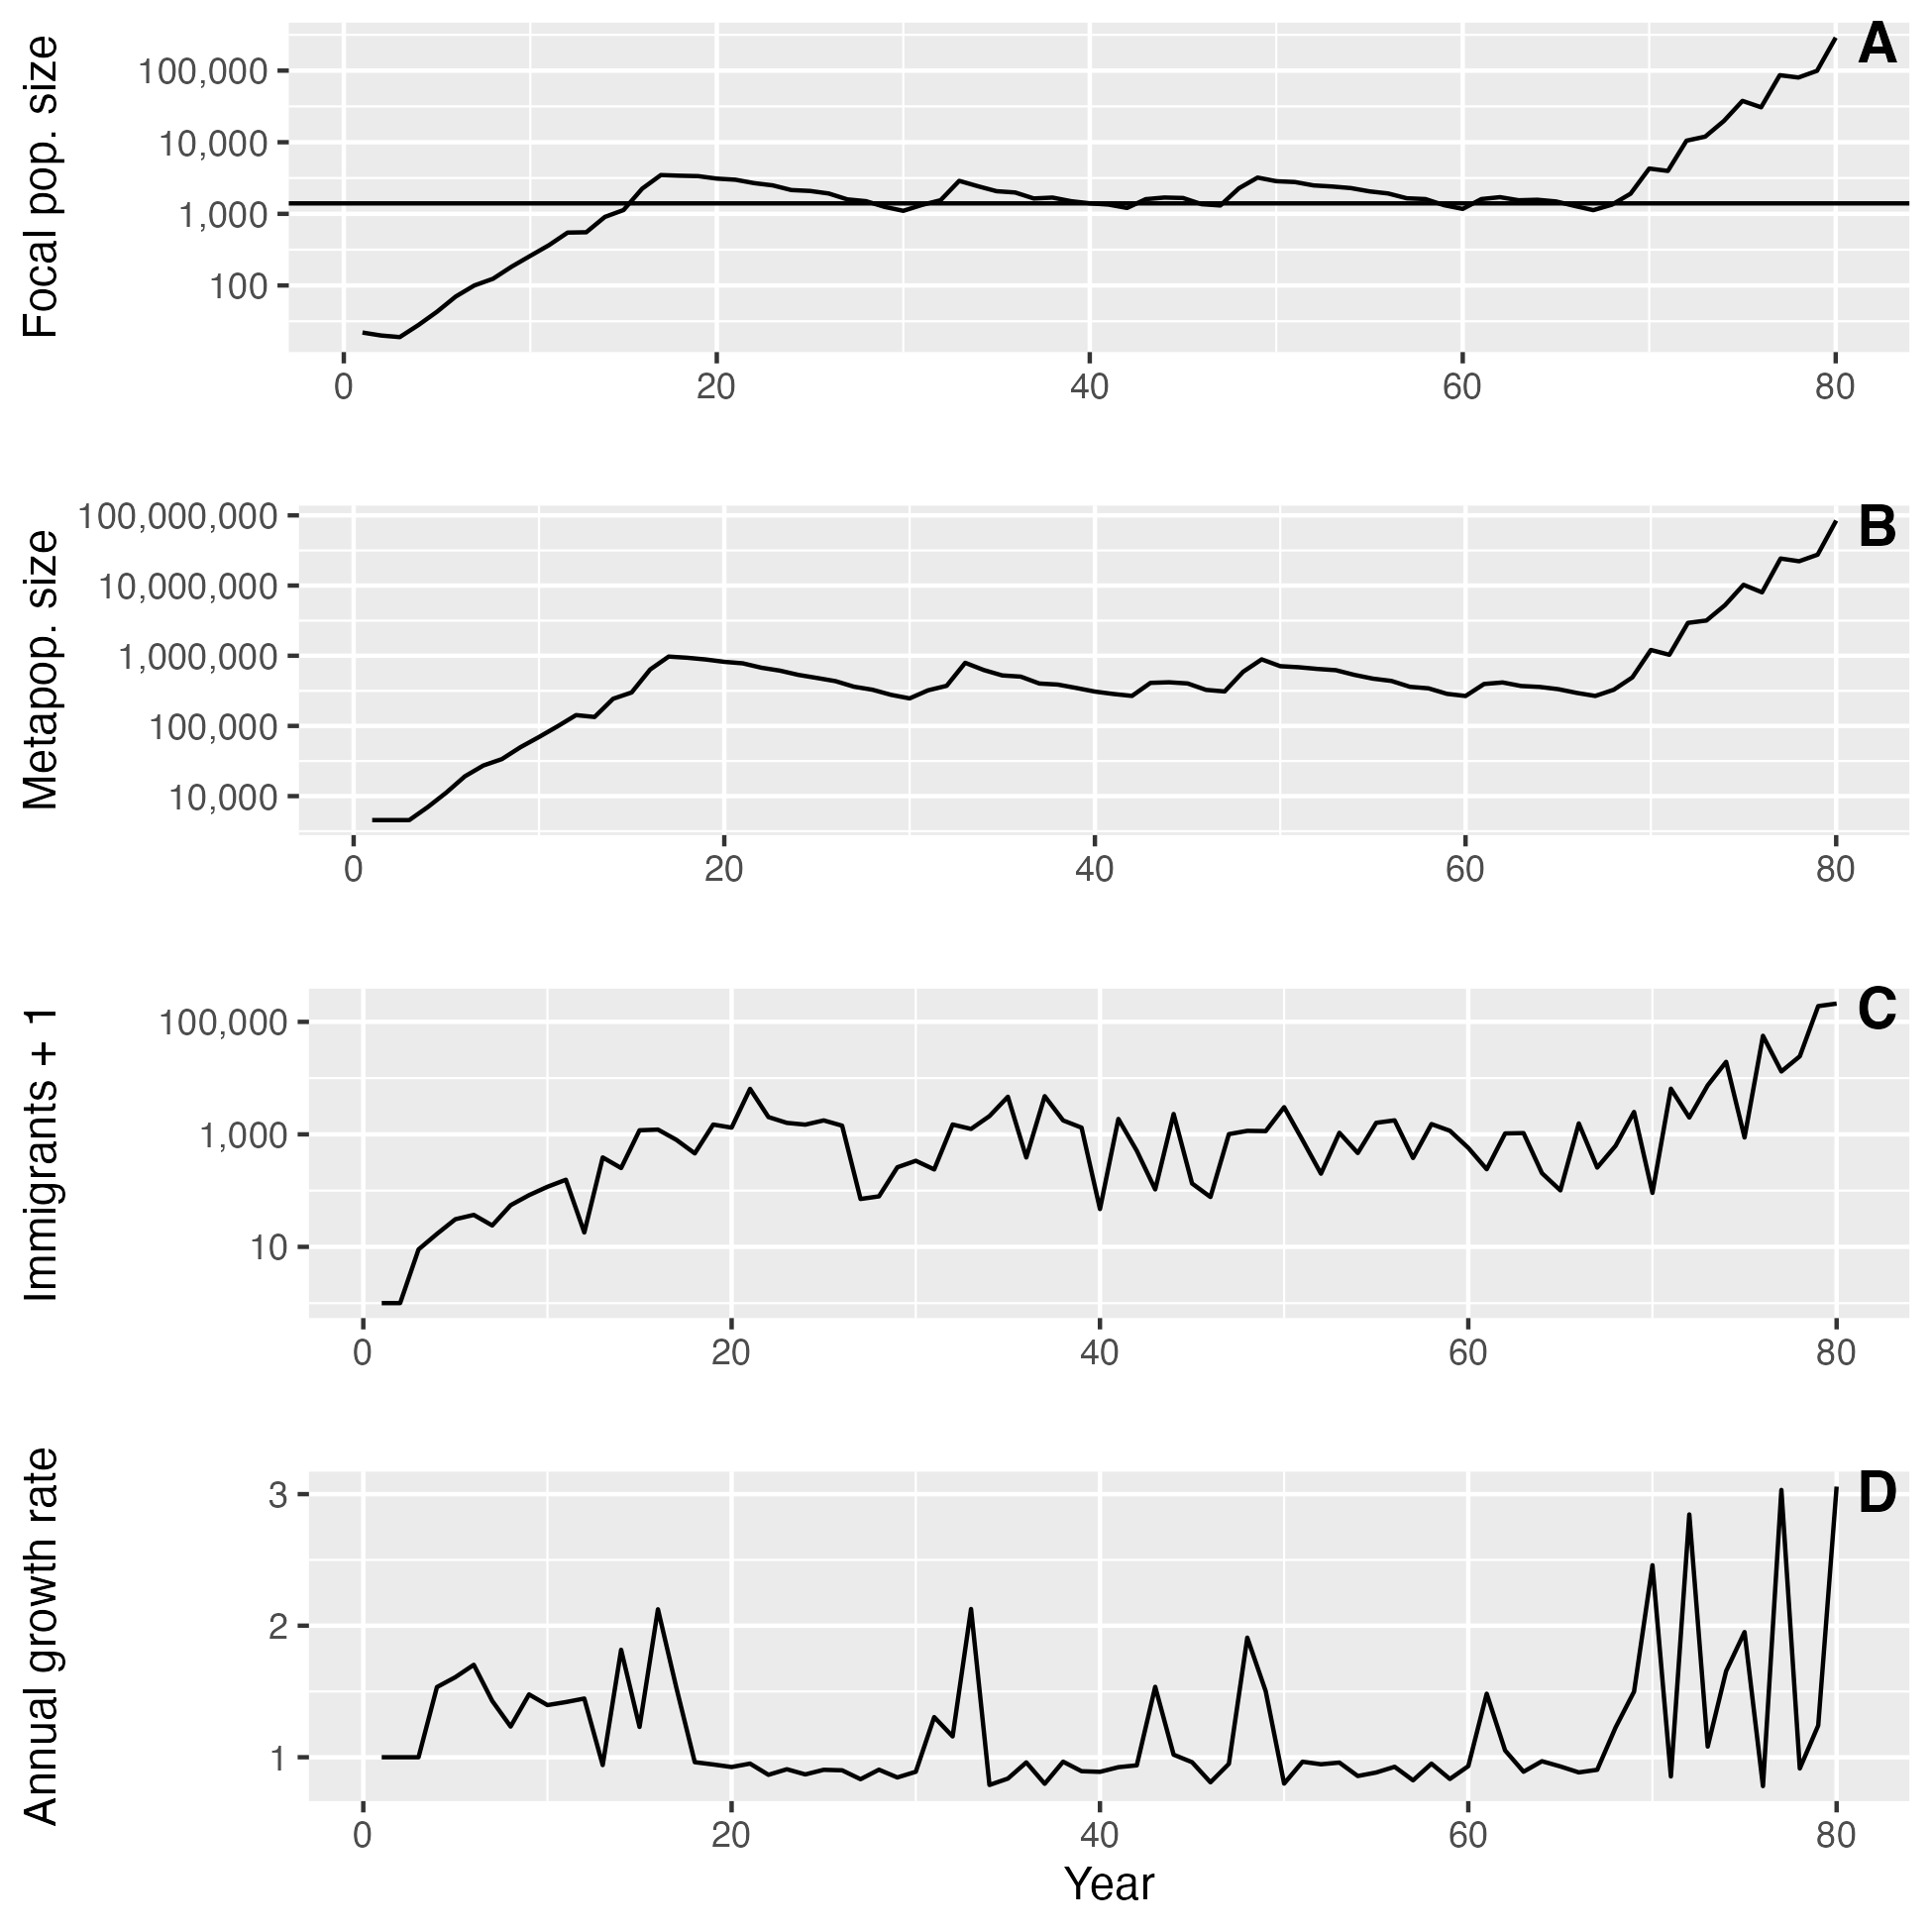 A
Focal pop. size
100,000
10,000
1,000
100
0 20 40 60 80
B
Metapop. size
100,000,000
10,000,000
1,000,000
100,000
10,000
0 20 40 60 80
C
Immigrants + 1
100,000
1,000
10
0 20 40 60 80
D
Annual growth rate
3
2
1
0 20 40 60 80
Year